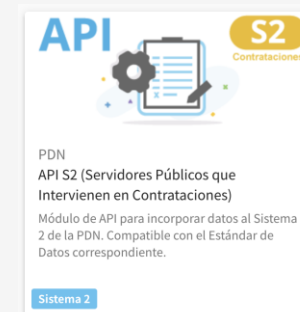 API
S2
Contrataciones
PDN
API S2 (Servidores Públicos que
Intervienen en Contrataciones)
Módulo de API para incorporar datos al Sistema
2 de la PDN. Compatible con el Estándar de
Datos correspondiente.
Sistema 2